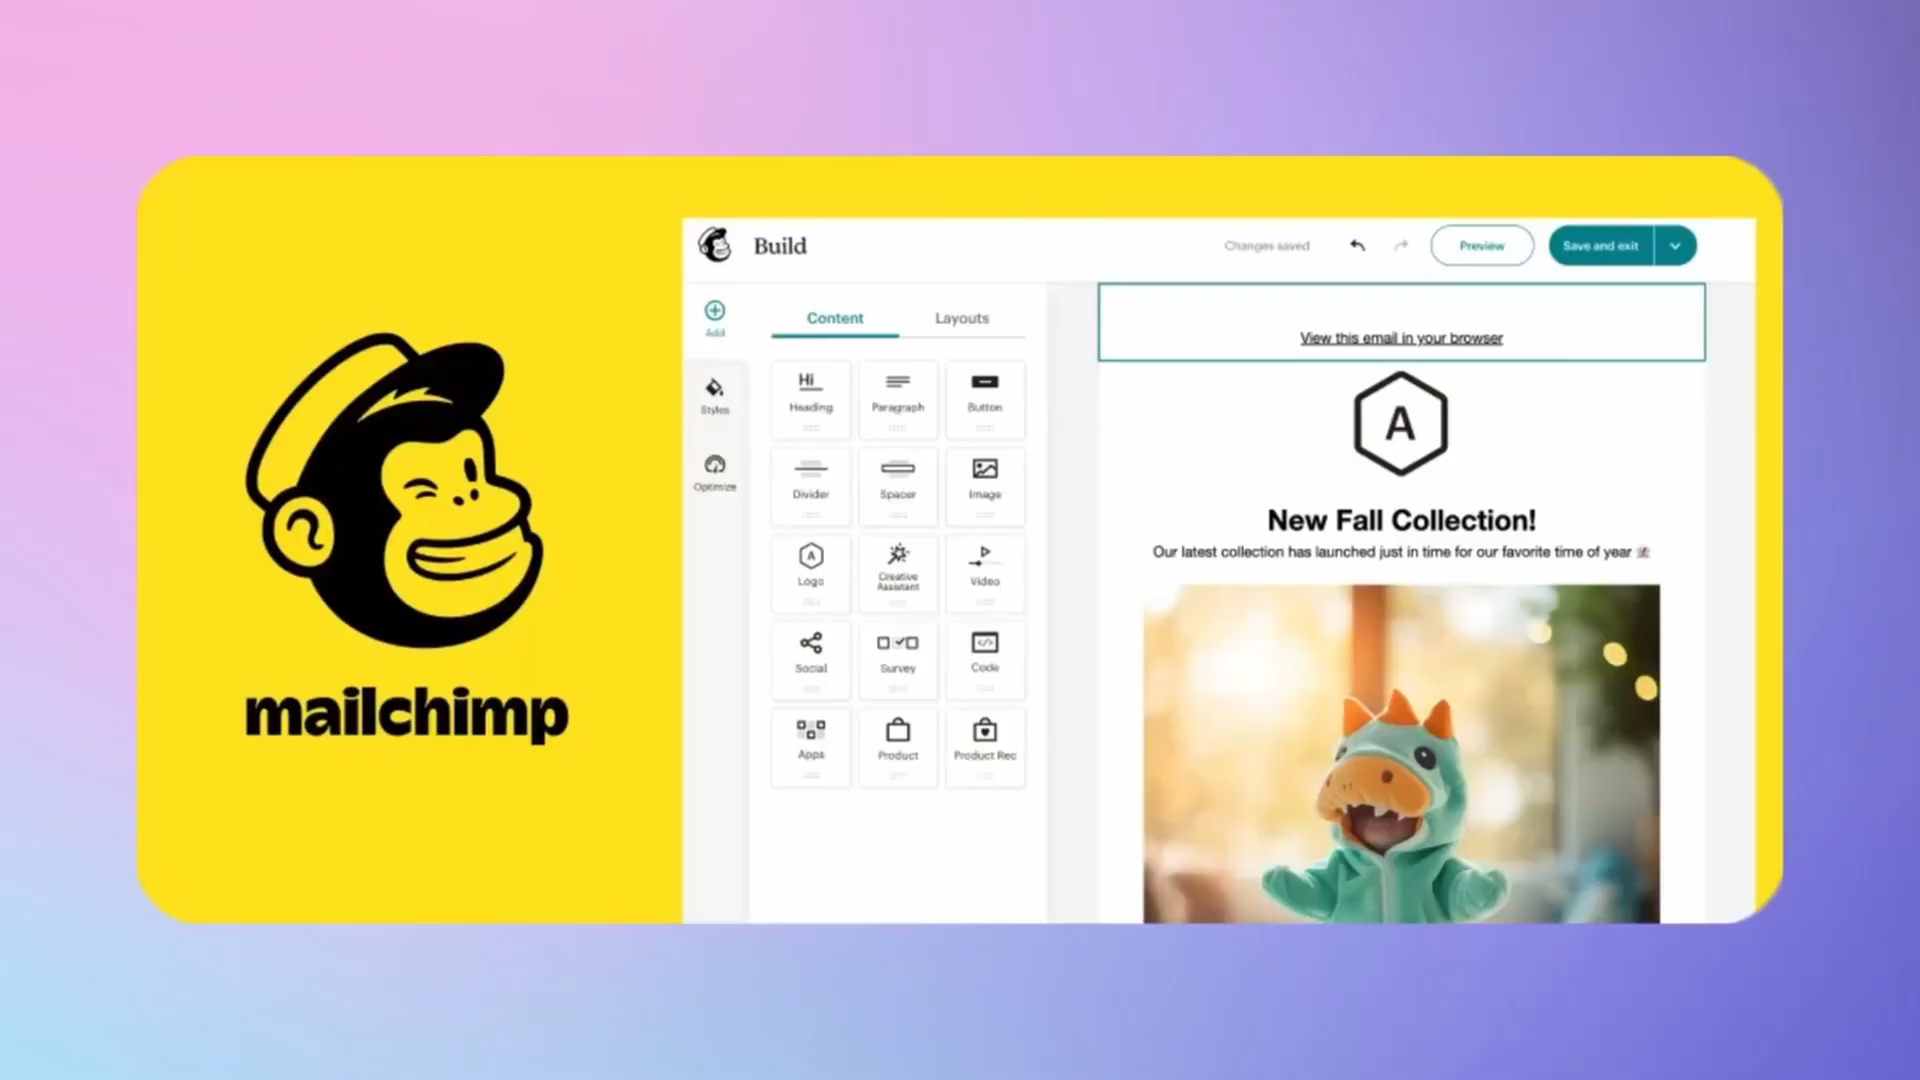 mailchimp
Build
Changes saved
Preview
Save and exit
Add
Styles
Optimize
Content
Layouts
Hi
Heading
Paragraph
Button
Divider
Spacer
Image
A
Logo
Creative
Assistant
Video
Social
Survey
</>
Code
Apps
Product
Product Rec
View this email in your browser
A
New Fall Collection!
Our latest collection has launched just in time for our favorite time of year